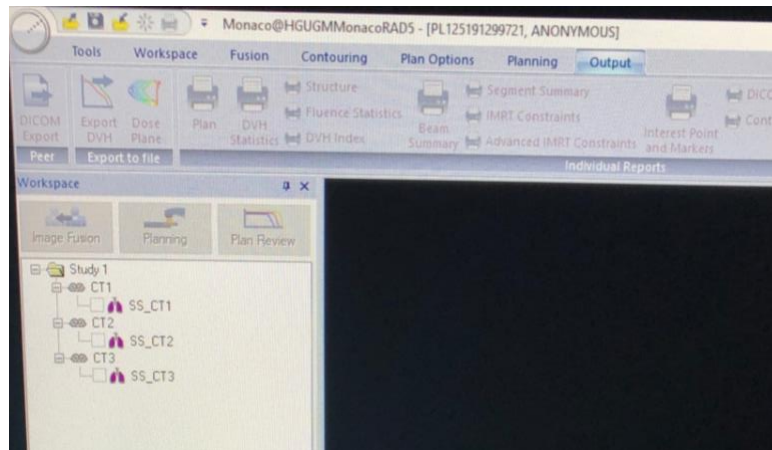 Monaco@HGUGMMonacoRAD5 - [PL125191299721, ANONYMOUS]
Tools Workspace Fusion Contouring Plan Options Planning Output
DICOM Export
Export DVH
Dose Plane
Plan
DVH Statistics
Structure
Fluence Statistics
DVH Index
Beam Summary
Segment Summary
IMRT Constraints
Advanced IMRT Constraints
Interest Point and Markers
Peer Export to file Individual Reports
Workspace
Image Fusion Planning Plan Review
Study 1
CT1
SS_CT1
CT2
SS_CT2
CT3
SS_CT3